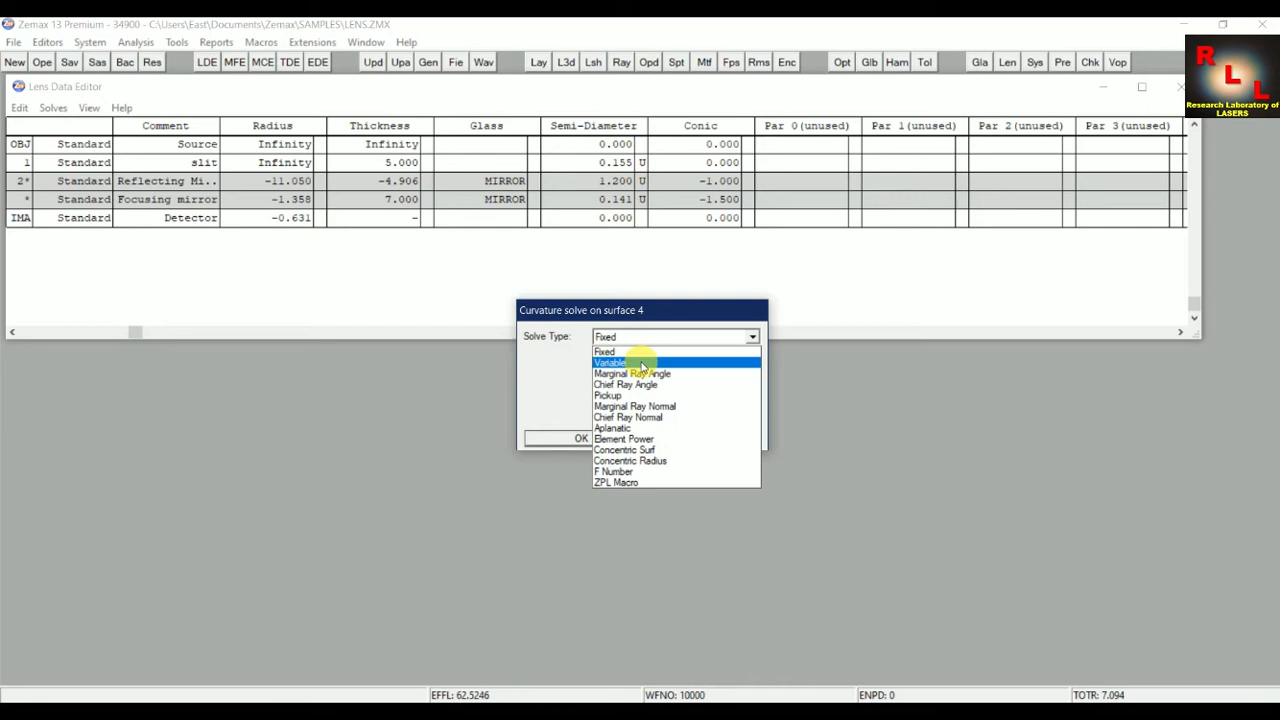 Zemax 13 Premium - 34900 - C:\Users\East\Documents\Zemax\SAMPLES\LENS.ZMX
File Editors System Analysis Tools Reports Macros Extensions Window Help
New Ope Sav Sas Bac Res LDE MFE MCE TDE EDE Upd Upa Gen Fie Wav Lay L3d Lsh Ray Opd Spt Mtf Fps Rms Enc Opt Glb Ham Tol Gla Len Sys Pre Chk Vop
R L L
Research Laboratory of
LASERS
Lens Data Editor
Edit Solves View Help
Comment Radius Thickness Glass Semi-Diameter Conic Par 0(unused) Par 1(unused) Par 2(unused) Par 3(unused)
OBJ Standard Source Infinity Infinity 0.000 0.000
1 Standard slit Infinity 5.000 0.155 U 0.000
2* Standard Reflecting Mi.. -11.050 -4.906 MIRROR 1.200 U -1.000
* Standard Focusing mirror -1.358 7.000 MIRROR 0.141 U -1.500
IMA Standard Detector -0.631 - 0.000 0.000
Curvature solve on surface 4
Solve Type: Fixed
Fixed
Variable
Marginal Ray Angle
Chief Ray Angle
Pickup
Marginal Ray Normal
Chief Ray Normal
Aplanatic
Element Power
OK
Concentric Surf
Concentric Radius
F Number
ZPL Macro
EFFL: 62.5246 WFNO: 10000 ENPD: 0 TOTR: 7.094